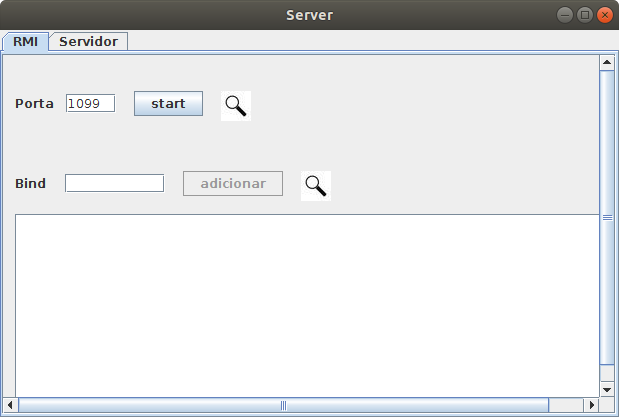 Server
RMI Servidor
Porta 1099 start
Bind adicionar